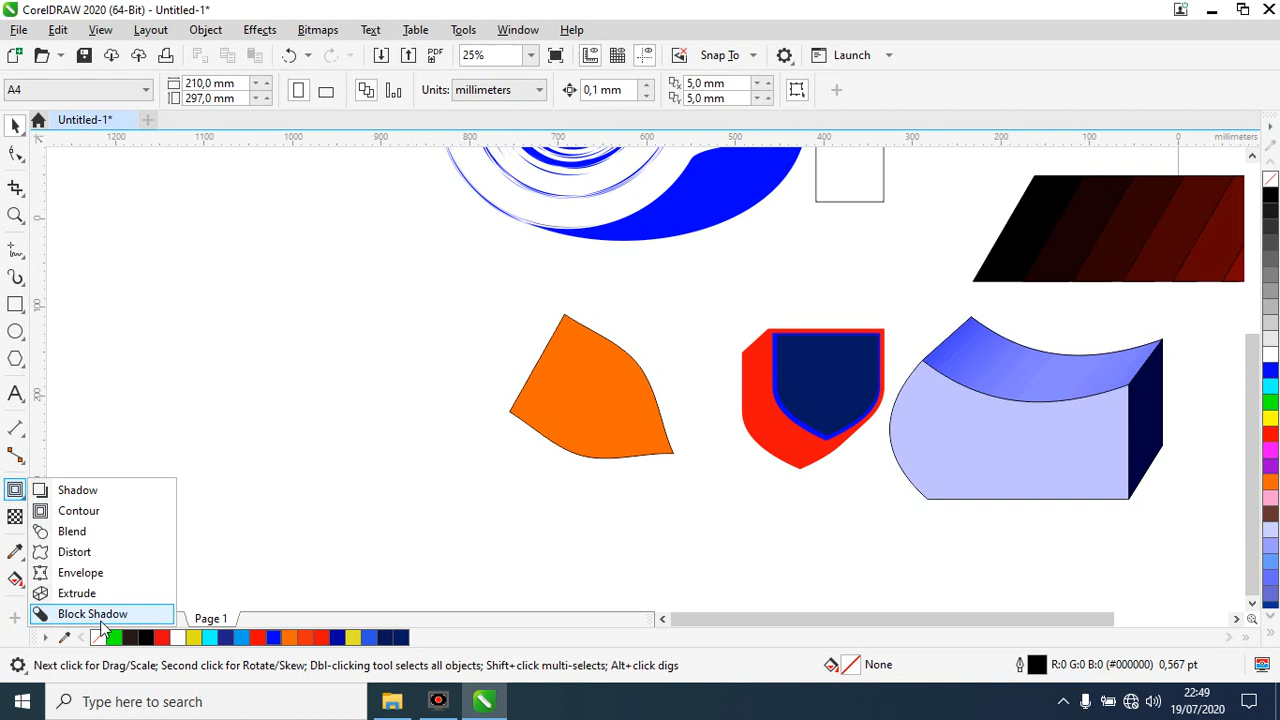 CorelDRAW 2020 (64-Bit) - Untitled-1*
File Edit View Layout Object Effects Bitmaps Text Table Tools Window Help
25% Snap To Launch
PDF
A4 210,0 mm Units: millimeters 0,1 mm 5,0 mm
297,0 mm 5,0 mm
Untitled-1*
1200 1100 1000 900 800 700 600 500 400 300 200 100 0 millimeters
0
100
200
Shadow
Contour
Blend
Distort
Envelope
Extrude
Block Shadow
Page 1
Next click for Drag/Scale; Second click for Rotate/Skew; Dbl-clicking tool selects all objects; Shift+click multi-selects; Alt+click digs None R:0 G:0 B:0 (#000000) 0,567 pt
Type here to search 22:49
19/07/2020